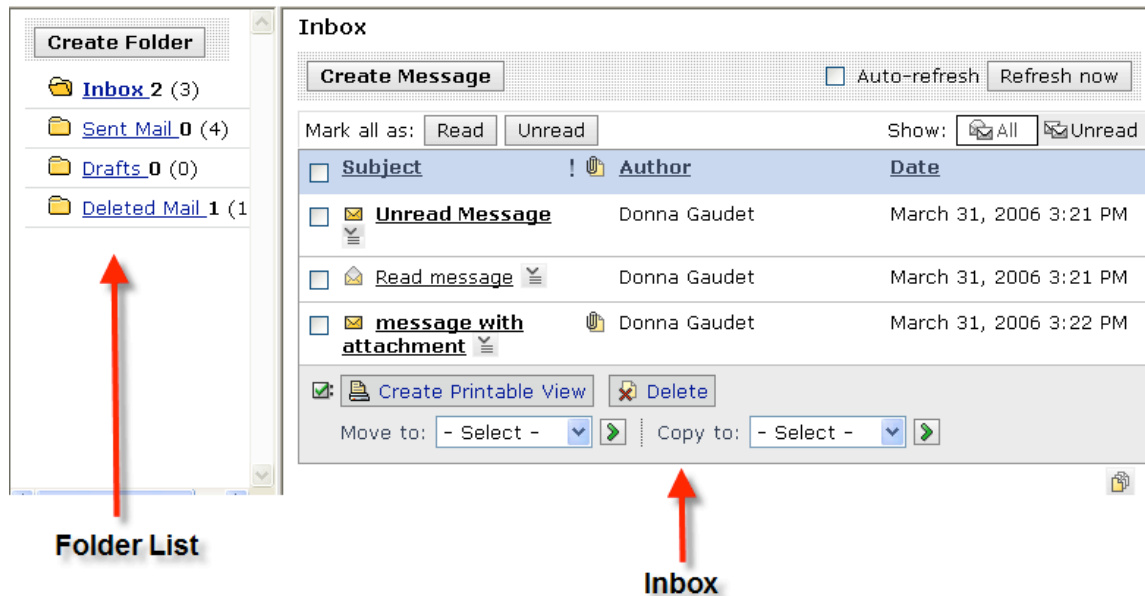 Create Folder
Inbox 2 (3)
Sent Mail 0 (4)
Drafts 0 (0)
Deleted Mail 1 (1
Folder List
Inbox
Create Message
Auto-refresh Refresh now
Mark all as: Read Unread Show: All Unread
Subject ! Author Date
Unread Message Donna Gaudet March 31, 2006 3:21 PM
Read message Donna Gaudet March 31, 2006 3:21 PM
message with Donna Gaudet March 31, 2006 3:22 PM
attachment
: Create Printable View Delete
Move to: - Select - Copy to: - Select -
Inbox